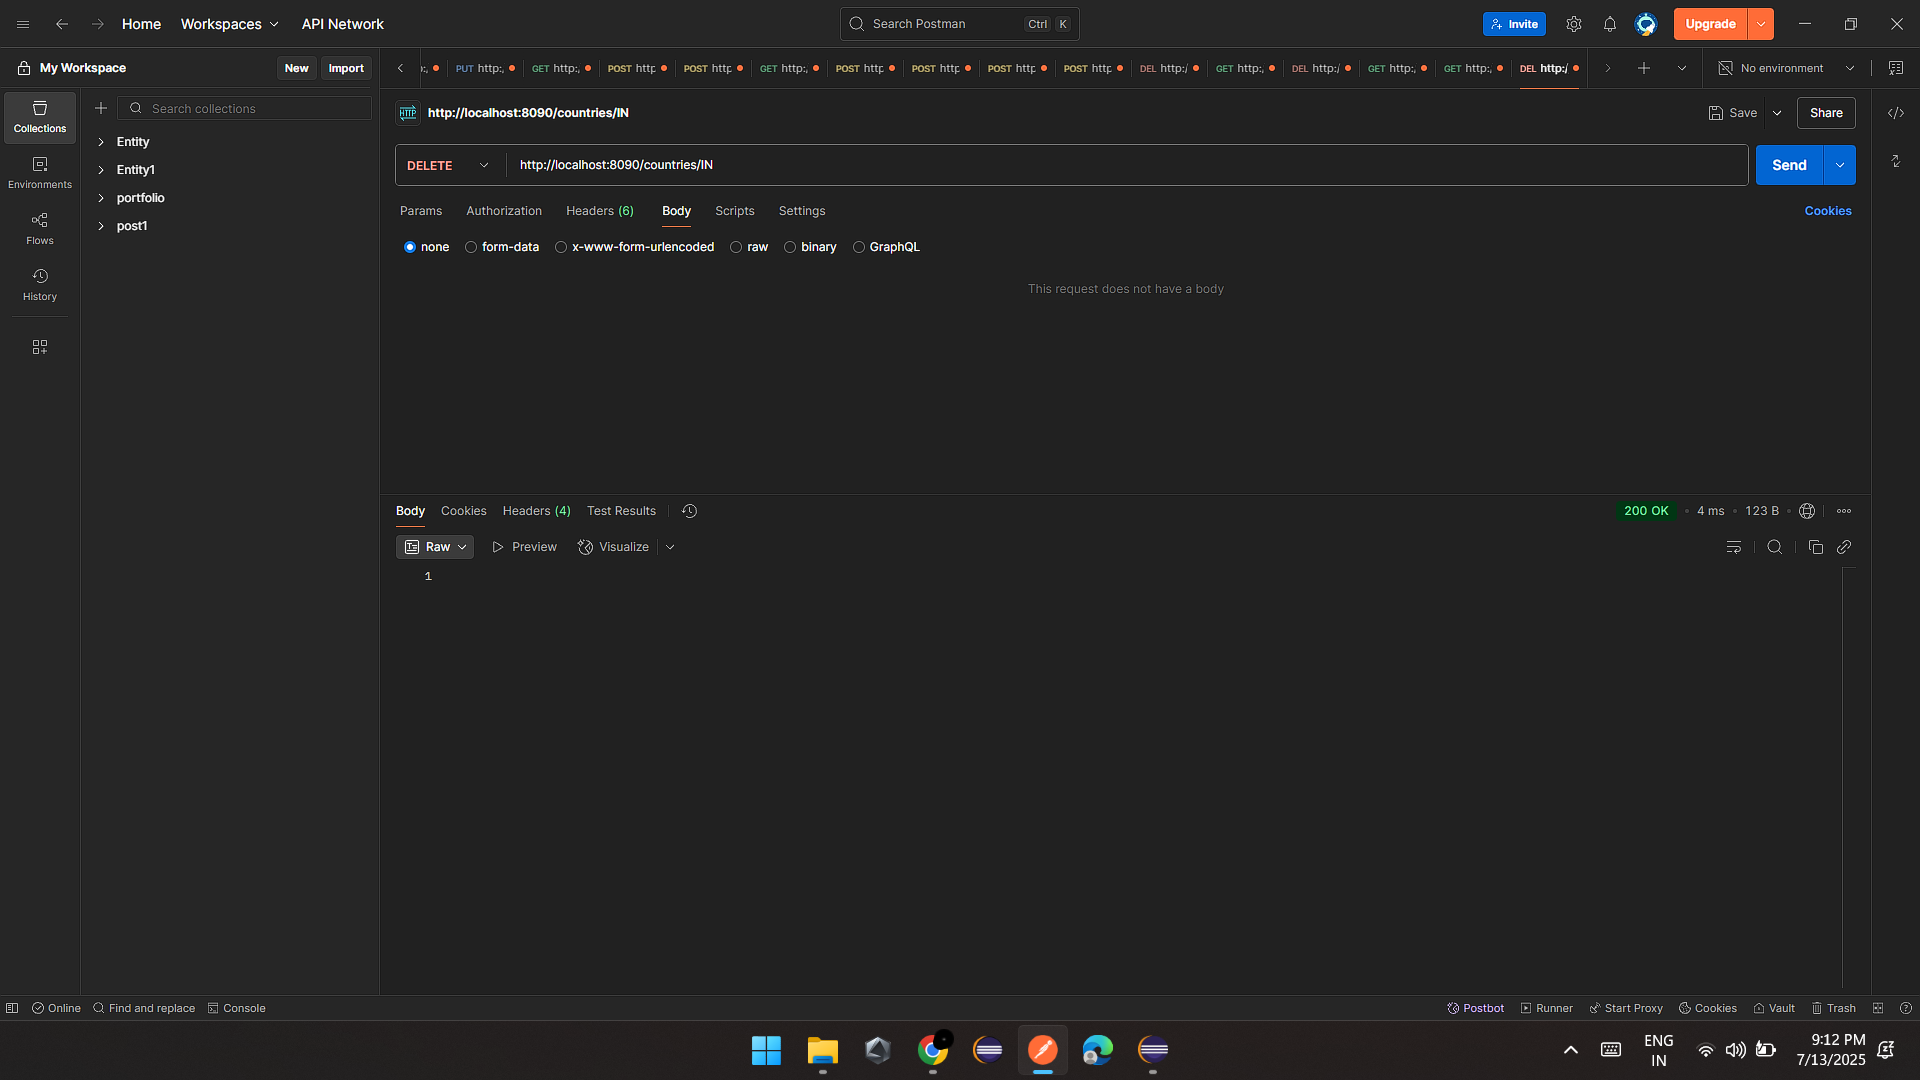 Home
Workspaces
API Network
Search Postman
Ctrl
K
Invite
Upgrade
My Workspace
New
Import
:,
PUT http:,
GET http:,
POST http
POST http
GET http:,
POST http
POST http
POST http
POST http
DEL http:/
GET http:,
DEL http:/
GET http:,
GET http:,
DEL http:/
No environment
Collections
Environments
Flows
History
Search collections
Entity
Entity1
portfolio
post1
HTTP
http://localhost:8090/countries/IN
Save
Share
DELETE
http://localhost:8090/countries/IN
Send
Params
Authorization
Headers (6)
Body
Scripts
Settings
Cookies
none
form-data
x-www-form-urlencoded
raw
binary
GraphQL
This request does not have a body
Body
Cookies
Headers (4)
Test Results
200 OK
4 ms
123 B
Raw
Preview
Visualize
1
Online
Find and replace
Console
Postbot
Runner
Start Proxy
Cookies
Vault
Trash
ENG
IN
9:12 PM
7/13/2025